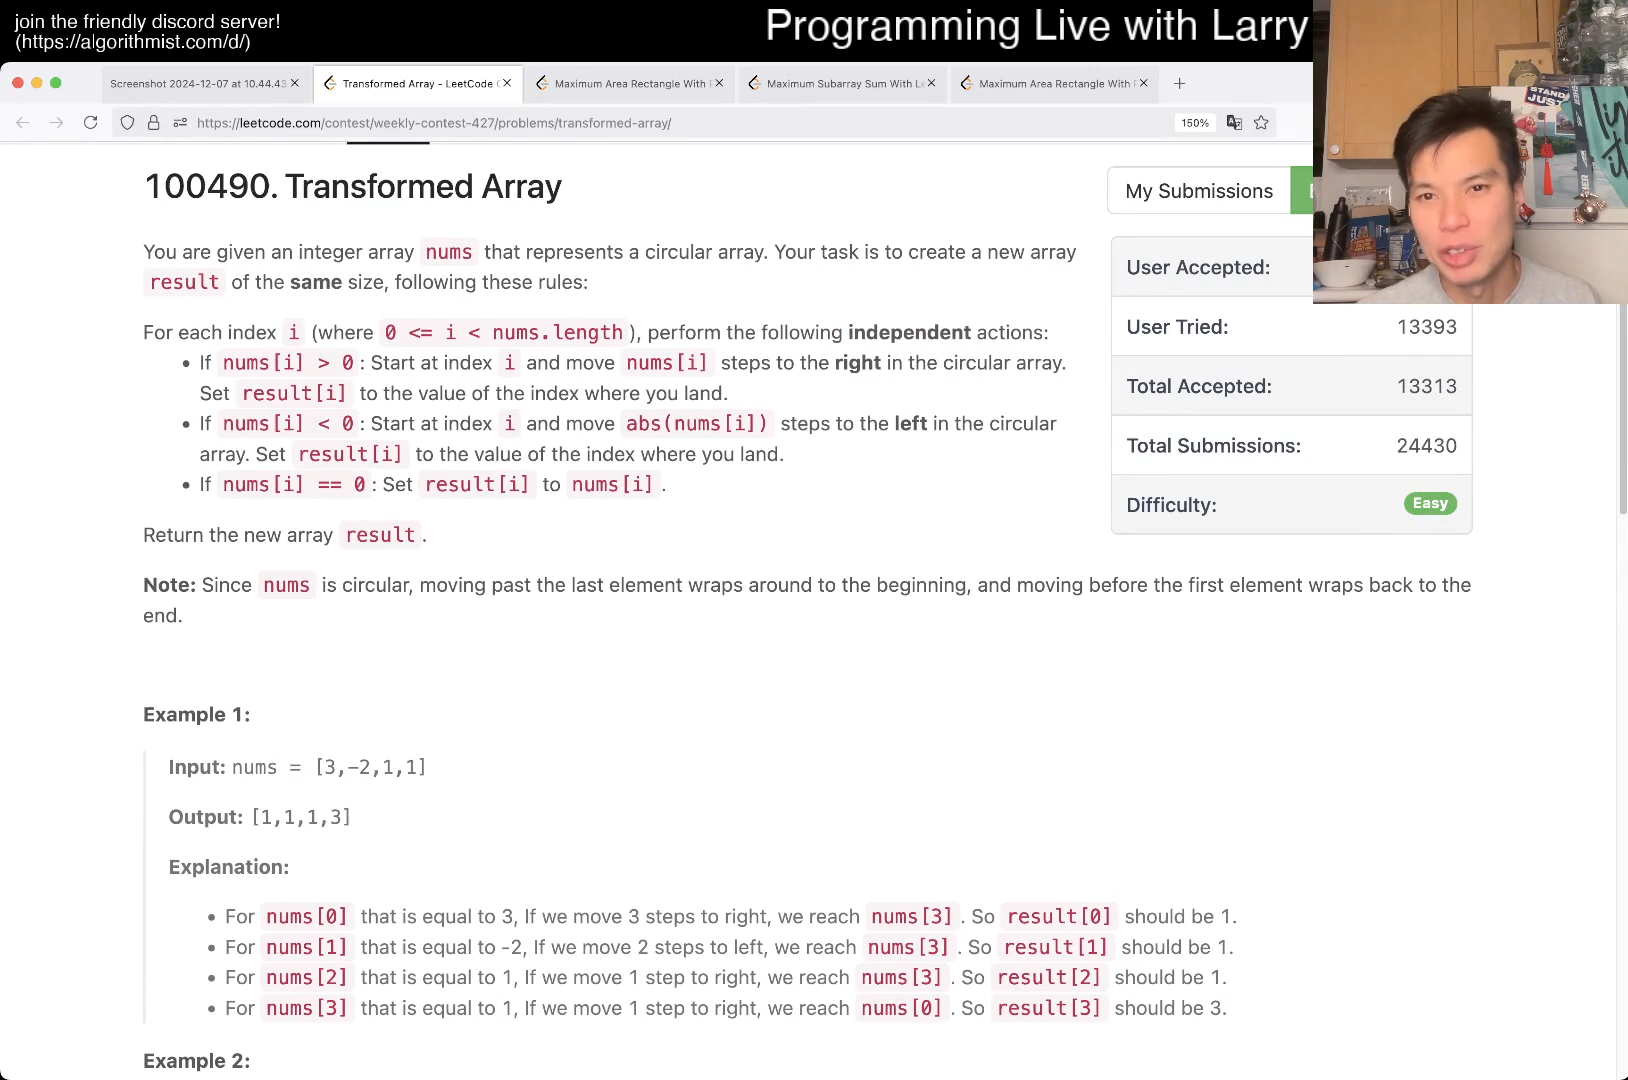 join the friendly discord server!
(https://algorithmist.com/d/)
Programming Live with Larry
Screenshot 2024-12-07 at 10.44.43
Transformed Array - LeetCode
Maximum Area Rectangle With
Maximum Subarray Sum With
Maximum Area Rectangle With
https://leetcode.com/contest/weekly-contest-427/problems/transformed-array/
150%
100490. Transformed Array
My Submissions
You are given an integer array nums that represents a circular array. Your task is to create a new array
result of the same size, following these rules:
For each index i (where 0 <= i < nums.length), perform the following independent actions:
• If nums[i] > 0: Start at index i and move nums[i] steps to the right in the circular array.
Set result[i] to the value of the index where you land.
• If nums[i] < 0: Start at index i and move abs(nums[i]) steps to the left in the circular
array. Set result[i] to the value of the index where you land.
• If nums[i] == 0: Set result[i] to nums[i].
Return the new array result.
Note: Since nums is circular, moving past the last element wraps around to the beginning, and moving before the first element wraps back to the
end.
User Accepted:
User Tried: 13393
Total Accepted: 13313
Total Submissions: 24430
Difficulty: Easy
STAND
JUST
Example 1:
Input: nums = [3,-2,1,1]
Output: [1,1,1,3]
Explanation:
• For nums[0] that is equal to 3, If we move 3 steps to right, we reach nums[3]. So result[0] should be 1.
• For nums[1] that is equal to -2, If we move 2 steps to left, we reach nums[3]. So result[1] should be 1.
• For nums[2] that is equal to 1, If we move 1 step to right, we reach nums[3]. So result[2] should be 1.
• For nums[3] that is equal to 1, If we move 1 step to right, we reach nums[0]. So result[3] should be 3.
Example 2: